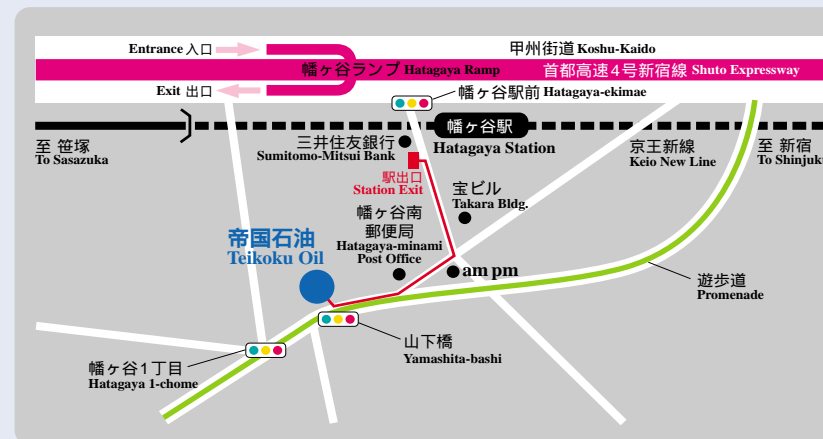 Entrance 入口
甲州街道 Koshu-Kaido
幡ヶ谷ランプ Hatagaya Ramp
首都高速4号新宿線 Shuto Expressway
Exit 出口
幡ヶ谷駅前 Hatagaya-ekimae
幡ヶ谷駅
Hatagaya Station
至 笹塚
To Sasazuka
三井住友銀行
Sumitomo-Mitsui Bank
京王新線
Keio New Line
至 新宿
To Shinjuku
駅出口
Station Exit
宝ビル
Takara Bldg.
幡ヶ谷南
郵便局
Hatagaya-minami
Post Office
帝国石油
Teikoku Oil
am pm
遊歩道
Promenade
山下橋
Yamashita-bashi
幡ヶ谷1丁目
Hatagaya 1-chome